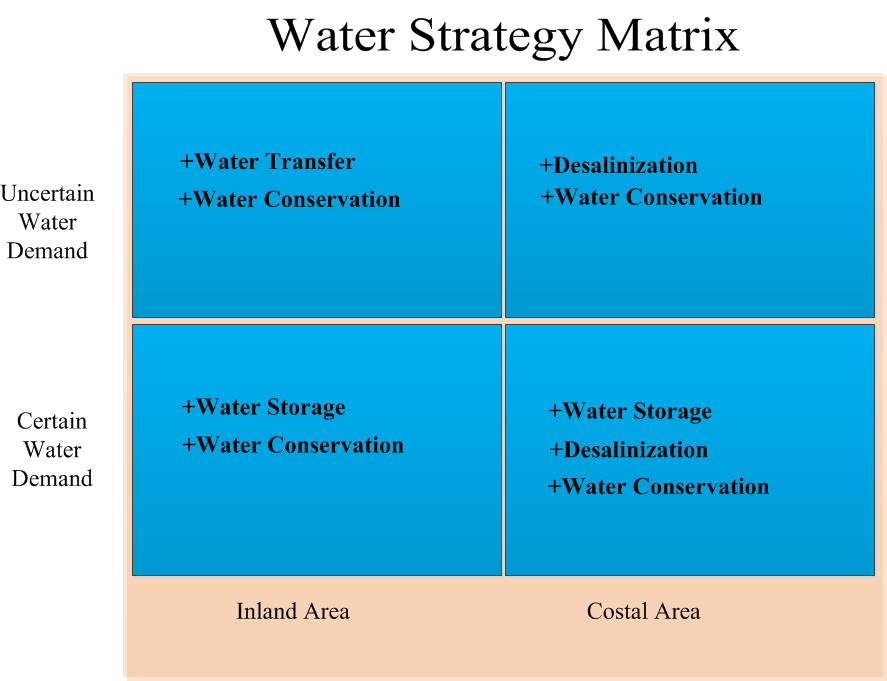 Water Strategy Matrix
Uncertain
Water
Demand
+Water Transfer
+Water Conservation
+Desalinization
+Water Conservation
Certain
Water
Demand
+Water Storage
+Water Conservation
+Water Storage
+Desalinization
+Water Conservation
Inland Area
Costal Area